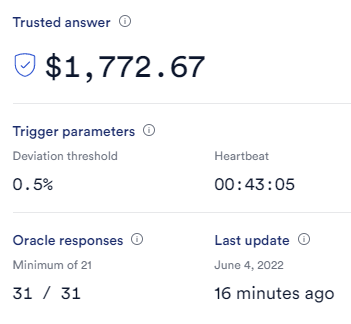 Trusted answer
$1,772.67
Trigger parameters
Deviation threshold
Heartbeat
0.5%
00:43:05
Oracle responses
Last update
Minimum of 21
June 4, 2022
31 / 31
16 minutes ago